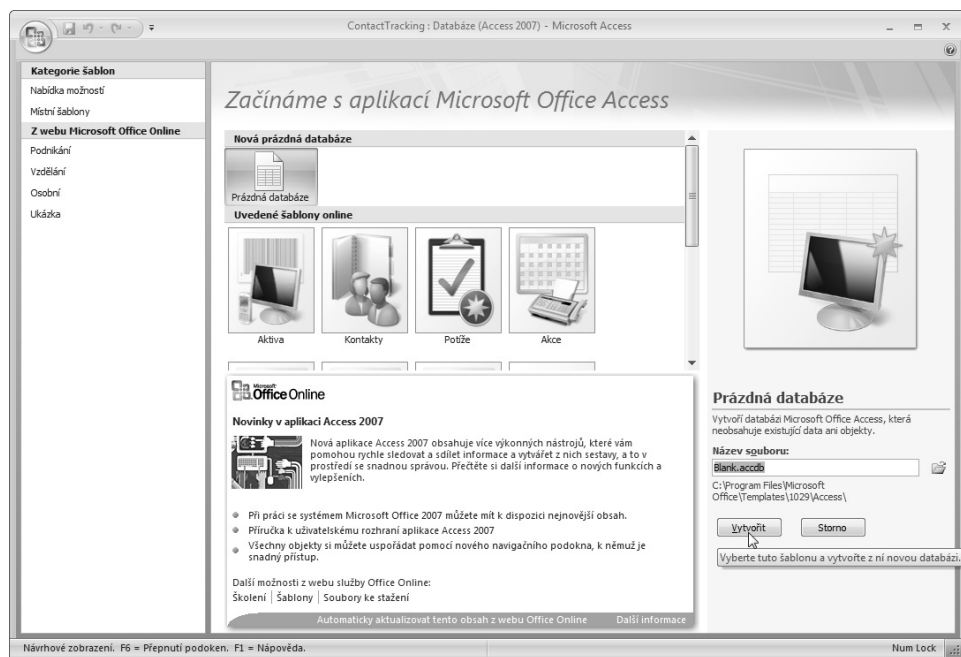 ContactTracking : Databáze (Access 2007) - Microsoft Access
Kategorie šablon
Nabídka možností
Místní šablony
Z webu Microsoft Office Online
Podnikání
Vzdělání
Osobní
Ukázka
Začínáme s aplikací Microsoft Office Access
Nová prázdná databáze
Prázdná databáze
Uvedené šablony online
Aktiva
Kontakty
Potíže
Akce
Microsoft
Office Online
Novinky v aplikaci Access 2007
Nová aplikace Access 2007 obsahuje více výkonných nástrojů, které vám
pomohou rychle sledovat a sdílet informace a vytvářet z nich sestavy, a to v
prostředí se snadnou správou. Přečtěte si další informace o nových funkcích a
vylepšeních.
Při práci se systémem Microsoft Office 2007 můžete mít k dispozici nejnovější obsah.
Příručka k uživatelskému rozhraní aplikace Access 2007
Všechny objekty si můžete uspořádat pomocí nového navigačního podokna, k němuž je
snadný přístup.
Další možnosti z webu služby Office Online:
Školení | Šablony | Soubory ke stažení
Automaticky aktualizovat tento obsah z webu Office Online Další informace
Prázdná databáze
Vytvoří databázi Microsoft Office Access, která
neobsahuje existující data ani objekty.
Název souboru:
Blank.accdb
C:\Program Files\Microsoft
Office\Templates\1029\Access\
Vytvořit Storno
Vyberte tuto šablonu a vytvořte z ní novou databázi.
Návrhové zobrazení. F6 = Přepnutí podoken. F1 = Nápověda. Num Lock